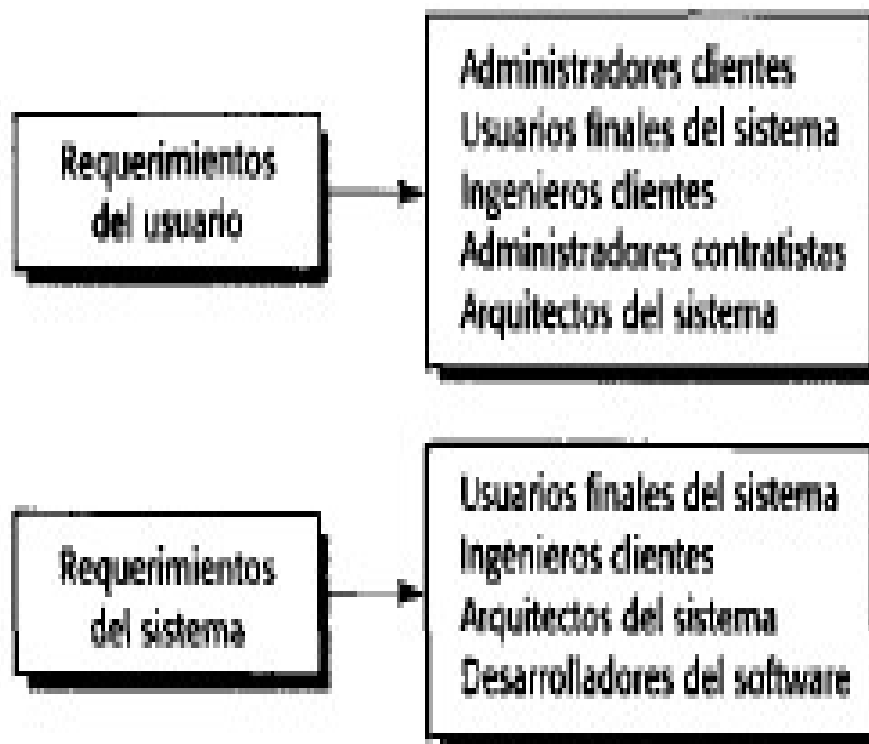 Requerimientos
del usuario
Administradores clientes
Usuarios finales del sistema
Ingenieros clientes
Administradores contratistas
Arquitectos del sistema
Requerimientos
del sistema
Usuarios finales del sistema
Ingenieros clientes
Arquitectos del sistema
Desarrolladores del software